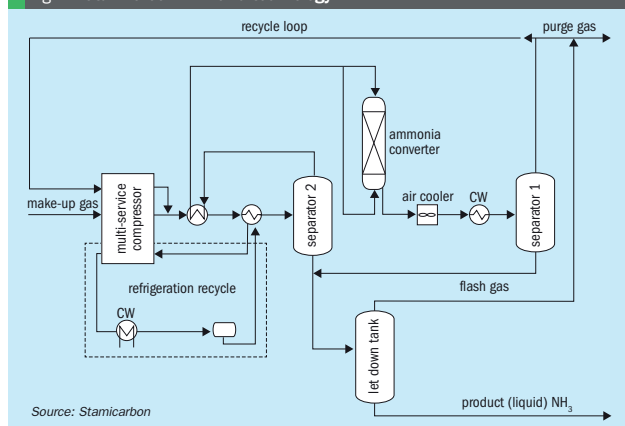 recycle loop
purge gas
ammonia
converter
make-up gas
multi-service
compressor
separator 2
air cooler
CW
separator 1
refrigeration recycle
flash gas
CW
let down tank
product (liquid) NH3
Source: Stamicarbon